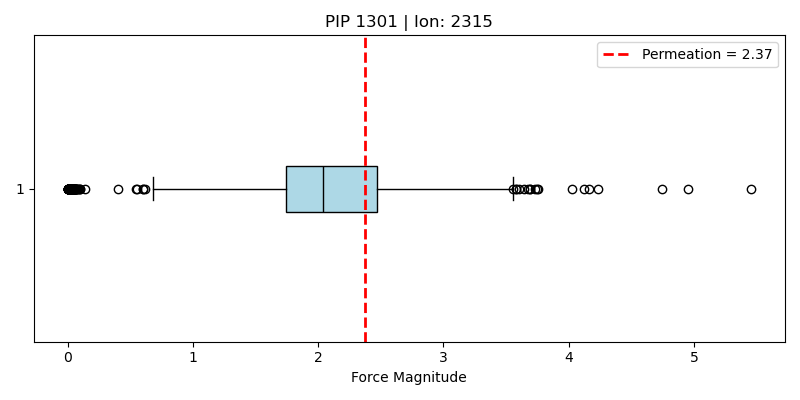 PIP 1301 | Ion: 2315
Permeation = 2.37
1
0 1 2 3 4 5
Force Magnitude